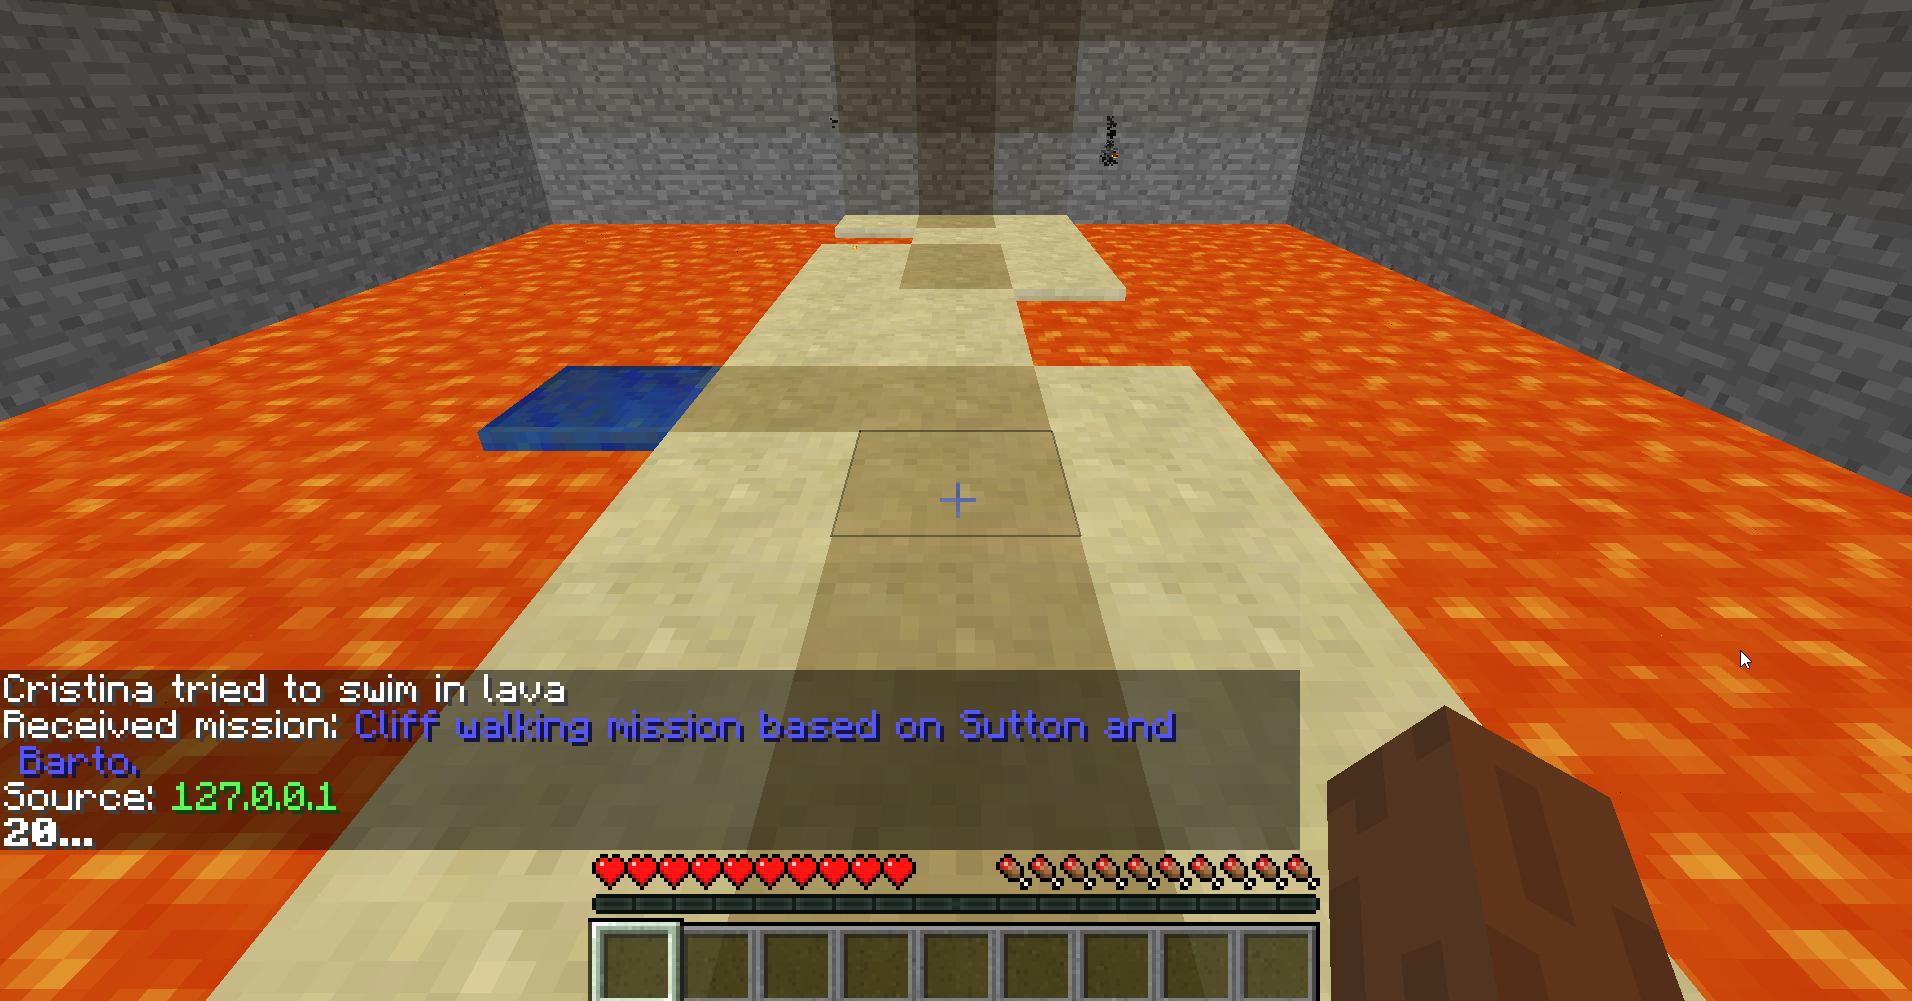 Cristina tried to swim in lava
Received mission: Cliff walking mission based on Sutton and
Barto.
Source: 127.0.0.1
20...